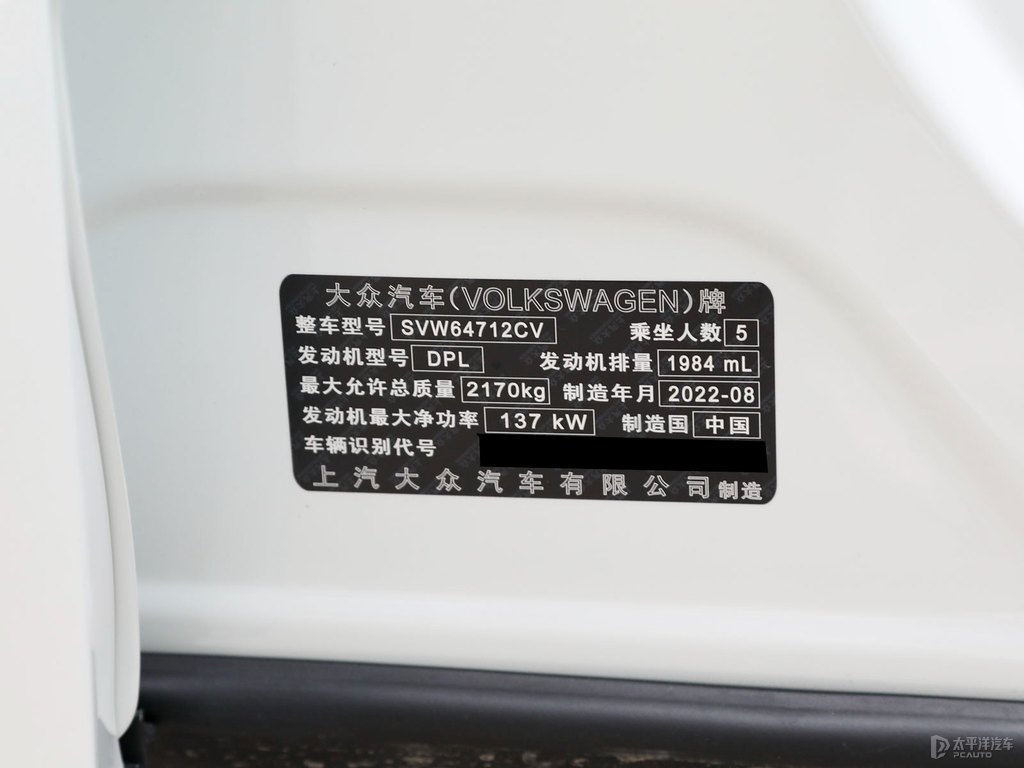 大众汽车(VOLKSWAGEN)牌
整车型号 SVW64712CV 乘坐人数 5
发动机型号 DPL 发动机排量 1984 mL
最大允许总质量 2170kg 制造年月 2022-08
发动机最大净功率 137 kW 制造国 中国
车辆识别代号
上汽大众汽车有限公司制造
太平洋汽车
PCAUTO